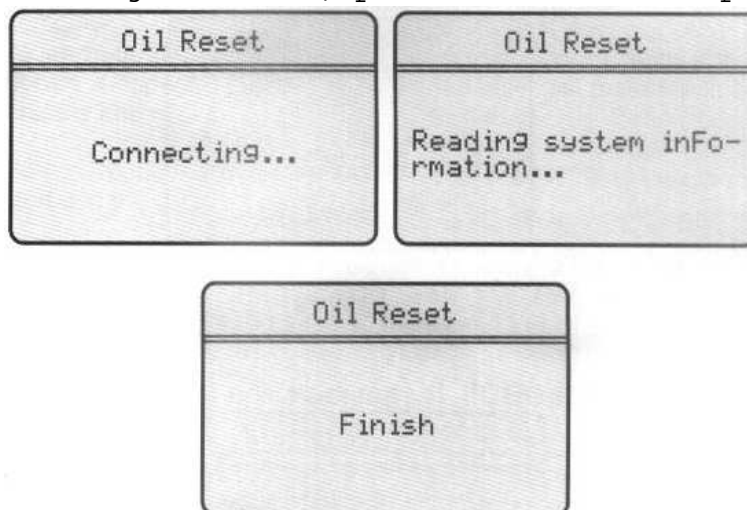 Oil Reset
Connecting...
Oil Reset
Reading system inFo-
rmation...
Oil Reset
Finish